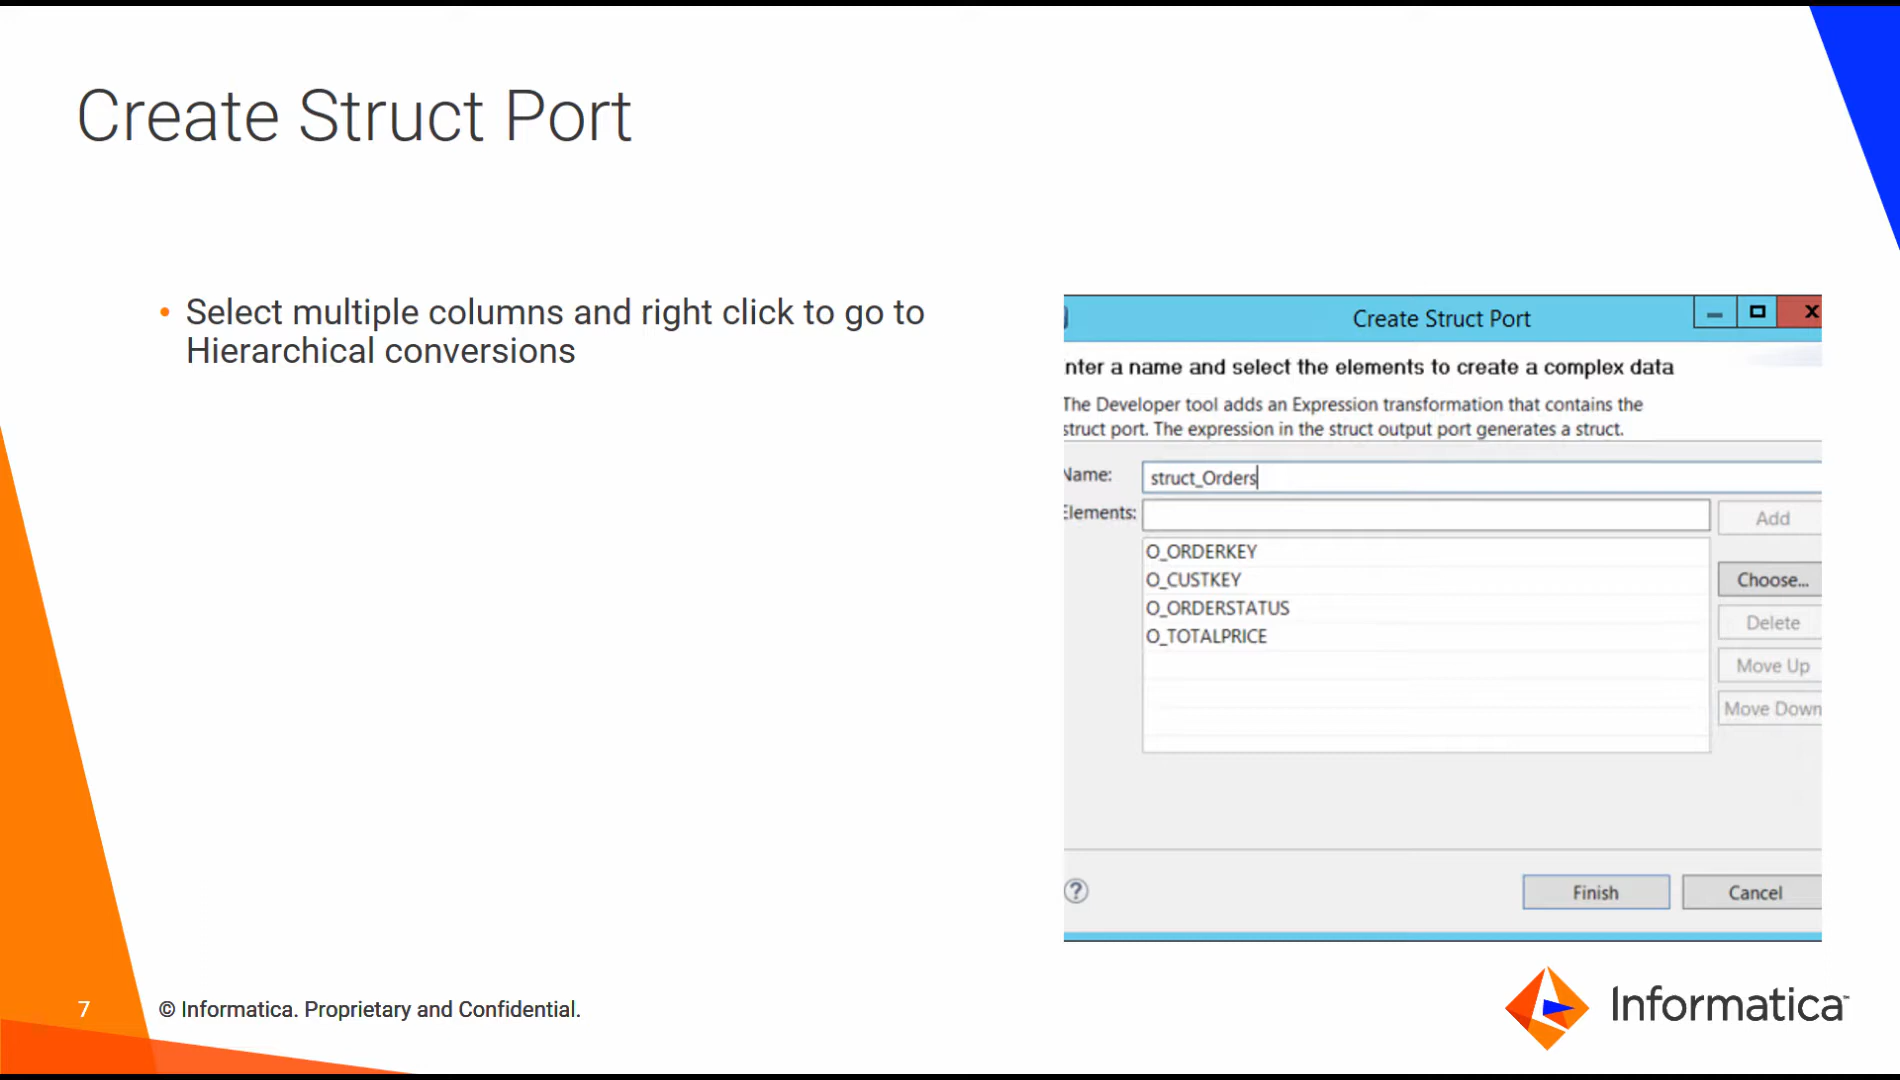 Create Struct Port
• Select multiple columns and right click to go to
Hierarchical conversions
Create Struct Port
nter a name and select the elements to create a complex data
The Developer tool adds an Expression transformation that contains the
struct port. The expression in the struct output port generates a struct.
Name:
struct_Orders
Elements:
Add
O_ORDERKEY
O_CUSTKEY
Choose...
O_ORDERSTATUS
Delete
O_TOTALPRICE
Move Up
Move Down
Finish
Cancel
7
© Informatica. Proprietary and Confidential.
Informatica™